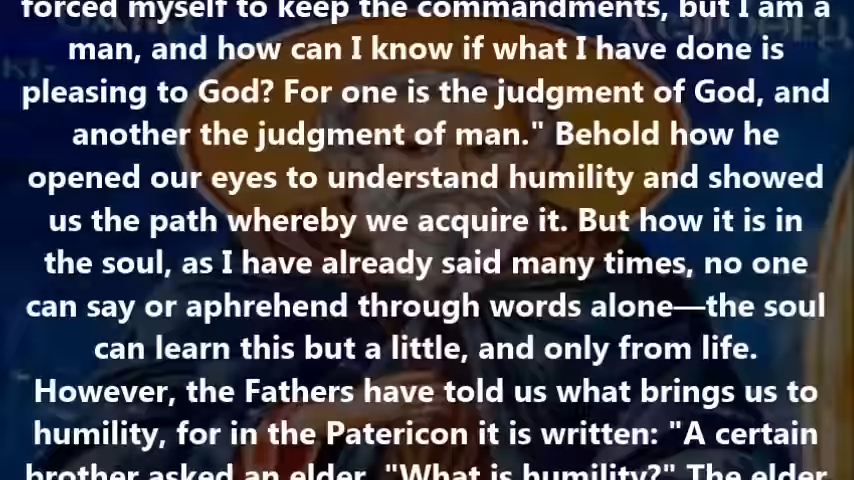 forced myself to keep the commandments, but I am a
man, and how can I know if what I have done is
pleasing to God? For one is the judgment of God, and
another the judgment of man." Behold how he
opened our eyes to understand humility and showed
us the path whereby we acquire it. But how it is in
the soul, as I have already said many times, no one
can say or aphrehend through words alone—the soul
can learn this but a little, and only from life.
However, the Fathers have told us what brings us to
humility, for in the Patericon it is written: "A certain
brother asked an elder, "What is humility?" The elder